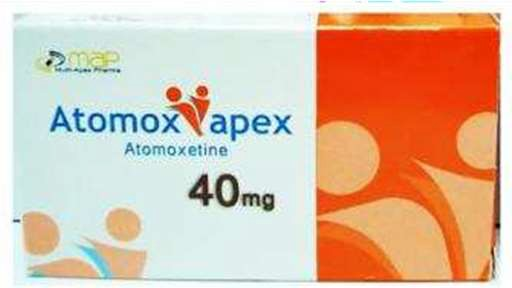 map
Multi-Apex Pharma
Atomox apex
Atomoxetine
40mg